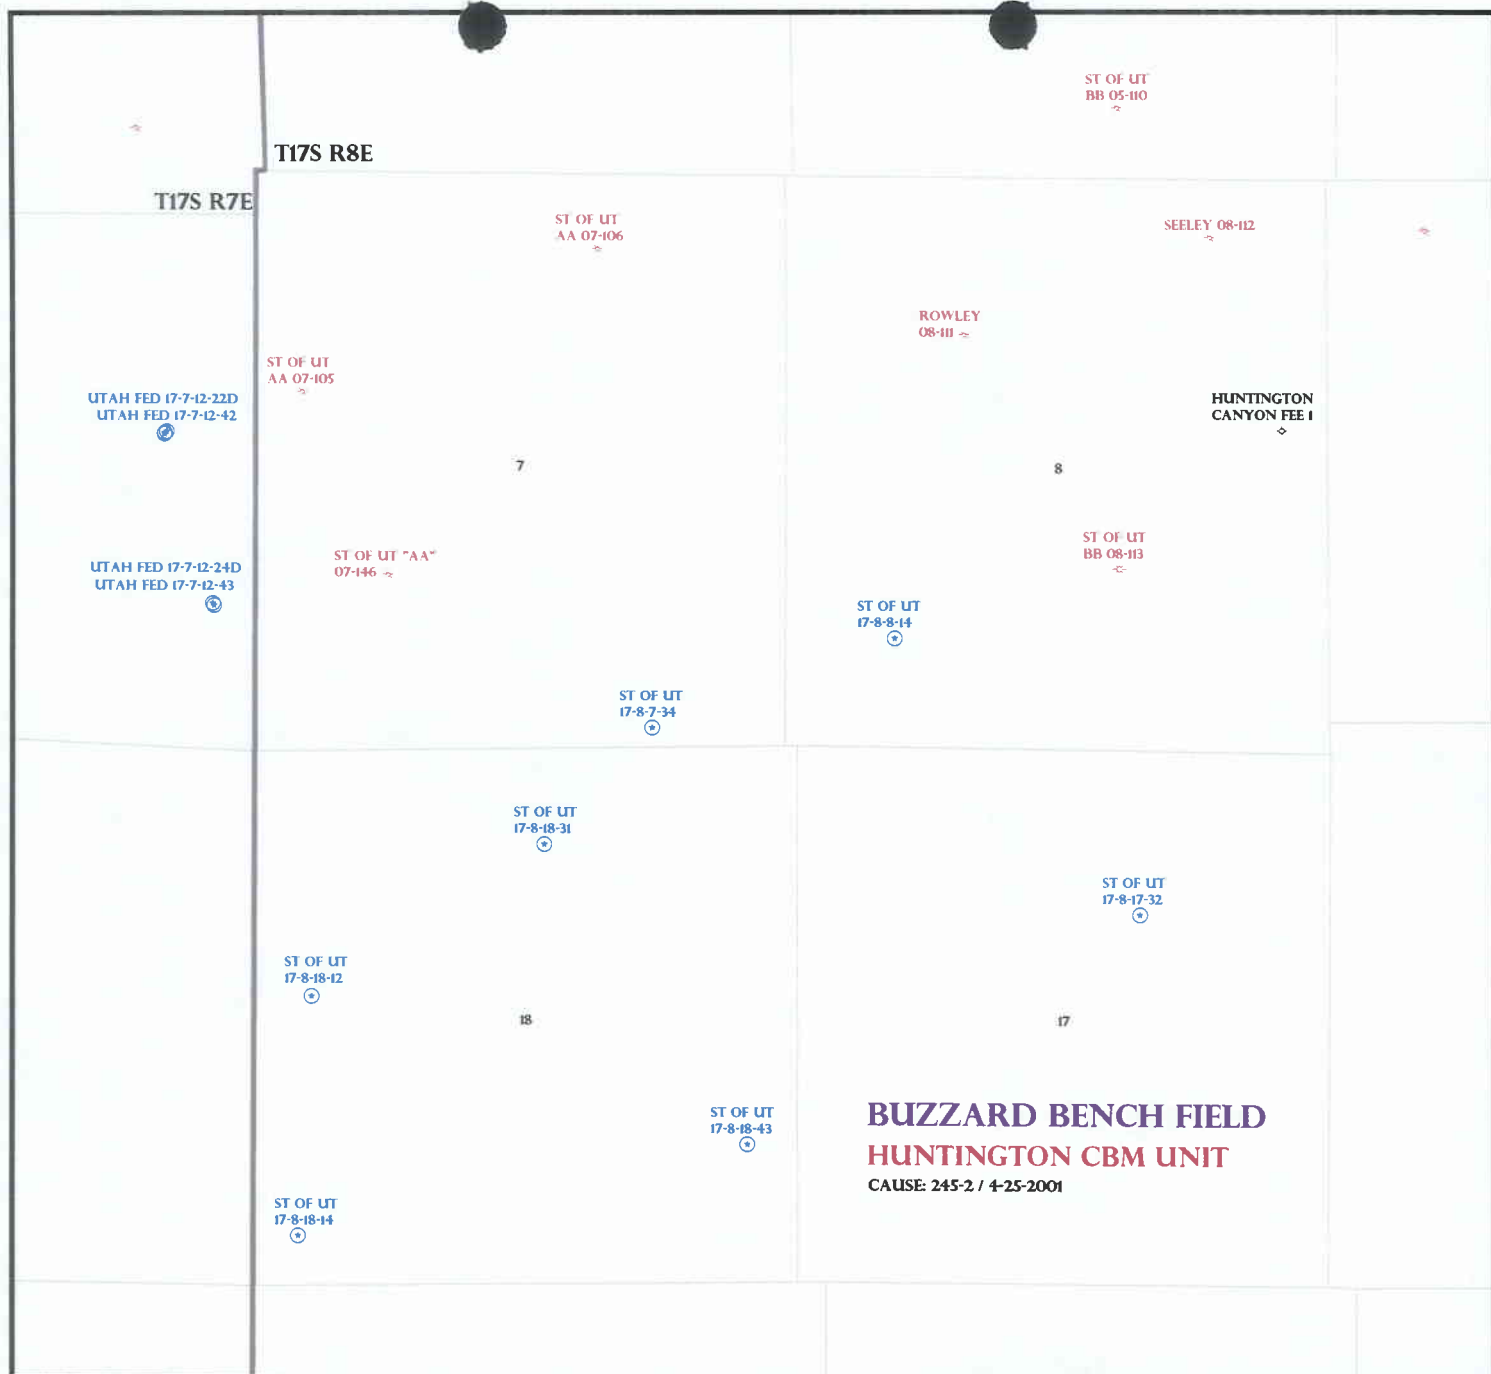 ST OF UT
BB 05-110
T17S R8E
T17S R7E
ST OF UT
AA 07-106
SEELEY 08-112
ROWLEY
08-111
ST OF UT
AA 07-105
UTAH FED 17-7-12-22D
UTAH FED 17-7-12-42
HUNTINGTON
CANYON FEE 1
7
8
ST OF UT "AA"
07-146
ST OF UT
BB 08-113
UTAH FED 17-7-12-24D
UTAH FED 17-7-12-43
ST OF UT
17-8-8-14
ST OF UT
17-8-7-34
ST OF UT
17-8-18-31
ST OF UT
17-8-17-32
ST OF UT
17-8-18-12
18
17
ST OF UT
17-8-18-43
BUZZARD BENCH FIELD
HUNTINGTON CBM UNIT
CAUSE: 245-2 / 4-25-2001
ST OF UT
17-8-18-14